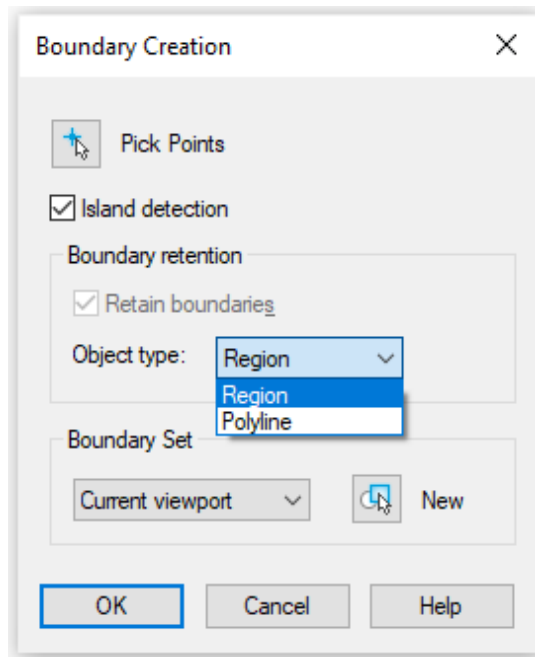 Boundary Creation
Pick Points
Island detection
Boundary retention
Retain boundaries
Object type: Region
Region
Polyline
Boundary Set
Current viewport New
OK Cancel Help